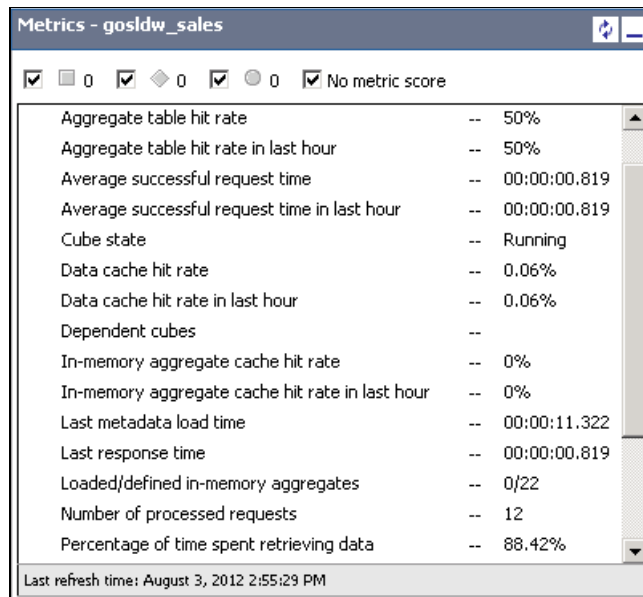 Metrics - gosldw_sales
0 0 0 No metric score
Aggregate table hit rate -- 50%
Aggregate table hit rate in last hour -- 50%
Average successful request time -- 00:00:00.819
Average successful request time in last hour -- 00:00:00.819
Cube state -- Running
Data cache hit rate -- 0.06%
Data cache hit rate in last hour -- 0.06%
Dependent cubes --
In-memory aggregate cache hit rate -- 0%
In-memory aggregate cache hit rate in last hour -- 0%
Last metadata load time -- 00:00:11.322
Last response time -- 00:00:00.819
Loaded/defined in-memory aggregates -- 0/22
Number of processed requests -- 12
Percentage of time spent retrieving data -- 88.42%
Last refresh time: August 3, 2012 2:55:29 PM